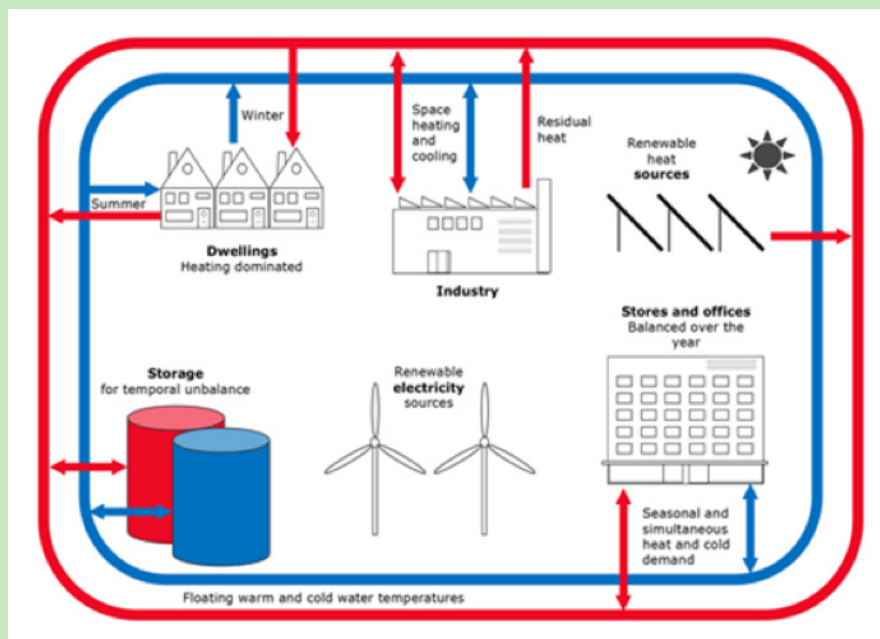 Winter
Summer
Dwellings
Heating dominated
Space
heating
and
cooling
Residual
heat
Industry
Renewable
heat
sources
Stores and offices
Balanced over the
year
Storage
for temporal unbalance
Renewable
electricity
sources
Seasonal and
simultaneous
heat and cold
demand
Floating warm and cold water temperatures